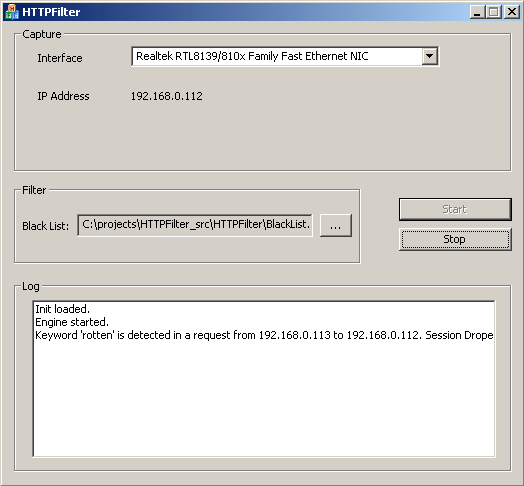 HTTPFilter
Capture
Interface
Realtek RTL8139/810x Family Fast Ethernet NIC
IP Address
192.168.0.112
Filter
Black List:
C:\projects\HTTPFilter_src\HTTPFilter\BlackList.
...
Start
Stop
Log
Init loaded.
Engine started.
Keyword 'rotten' is detected in a request from 192.168.0.113 to 192.168.0.112. Session Drope